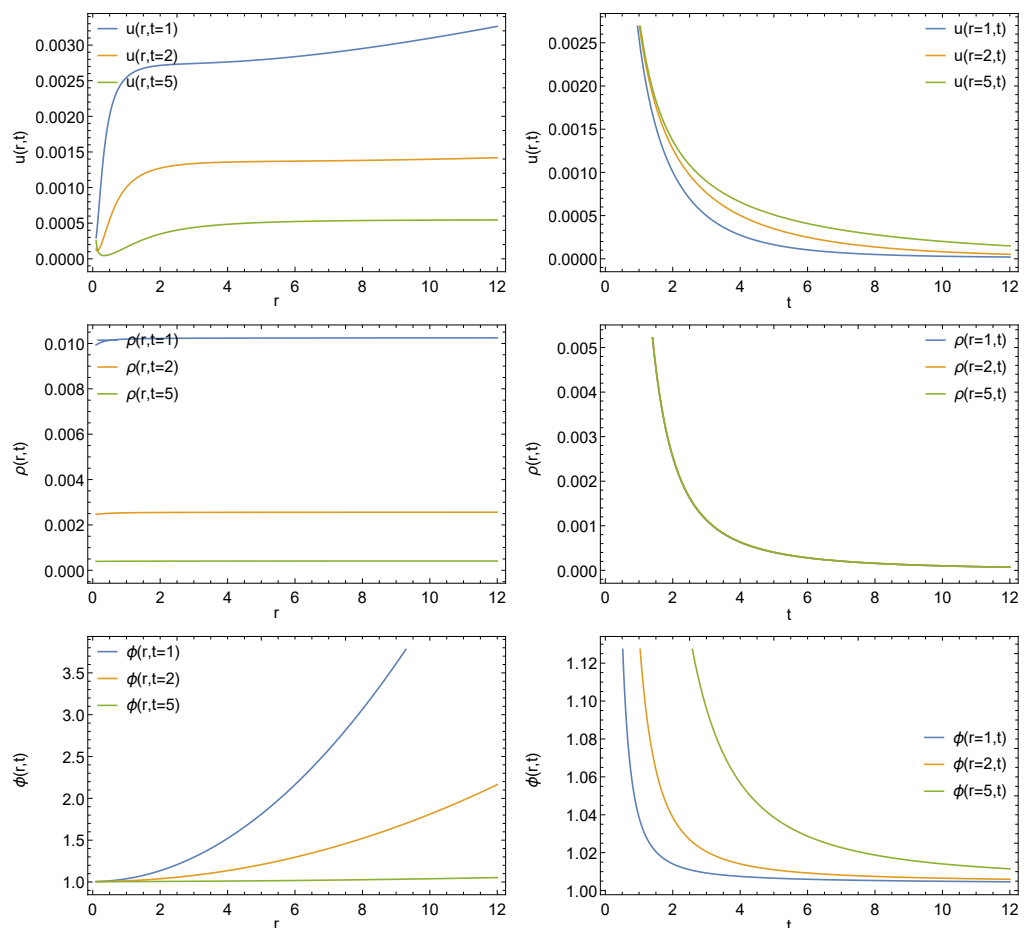 u(r,t=1)
u(r,t=2)
u(r,t=5)
0.0030
0.0025
0.0020
0.0015
0.0010
0.0005
0.0000
u(r,t)
0 2 4 6 8 10 12
r
u(r=1,t)
u(r=2,t)
u(r=5,t)
0.0025
0.0020
0.0015
0.0010
0.0005
0.0000
u(r,t)
0 2 4 6 8 10 12
t
ρ(r,t=1)
ρ(r,t=2)
ρ(r,t=5)
0.010
0.008
0.006
0.004
0.002
0.000
ρ(r,t)
0 2 4 6 8 10 12
r
ρ(r=1,t)
ρ(r=2,t)
ρ(r=5,t)
0.005
0.004
0.003
0.002
0.001
0.000
ρ(r,t)
0 2 4 6 8 10 12
t
ϕ(r,t=1)
ϕ(r,t=2)
ϕ(r,t=5)
3.5
3.0
2.5
2.0
1.5
1.0
ϕ(r,t)
0 2 4 6 8 10 12
r
ϕ(r=1,t)
ϕ(r=2,t)
ϕ(r=5,t)
1.12
1.10
1.08
1.06
1.04
1.02
1.00
ϕ(r,t)
0 2 4 6 8 10 12
t